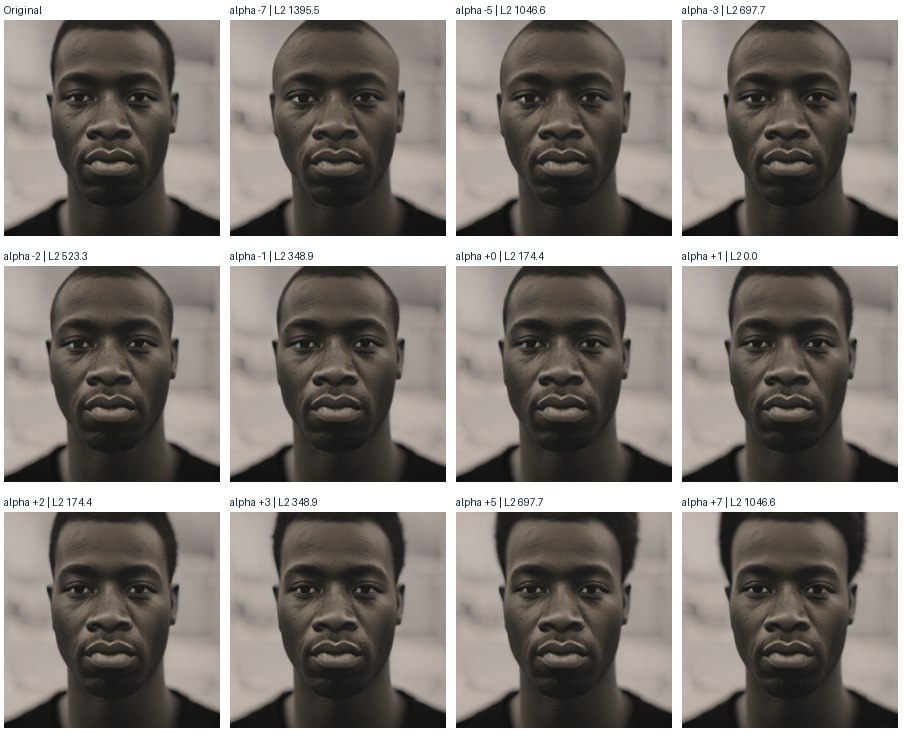 Original
alpha -7 | L2 1395.5
alpha -5 | L2 1046.6
alpha -3 | L2 697.7
alpha -2 | L2 523.3
alpha -1 | L2 348.9
alpha +0 | L2 174.4
alpha +1 | L2 0.0
alpha +2 | L2 174.4
alpha +3 | L2 348.9
alpha +5 | L2 697.7
alpha +7 | L2 1046.6